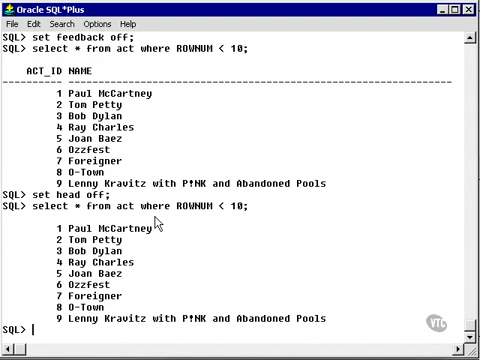 Oracle SQL*Plus
File Edit Search Options Help
SQL> set feedback off;
SQL> select * from act where ROWNUM < 10;
ACT_ID NAME
---------- --------------------------------------------------------------------------------
1 Paul McCartney
2 Tom Petty
3 Bob Dylan
4 Ray Charles
5 Joan Baez
6 Ozzfest
7 Foreigner
8 O-Town
9 Lenny Kravitz with P!NK and Abandoned Pools
SQL> set head off;
SQL> select * from act where ROWNUM < 10;
1 Paul McCartney
2 Tom Petty
3 Bob Dylan
4 Ray Charles
5 Joan Baez
6 Ozzfest
7 Foreigner
8 O-Town
9 Lenny Kravitz with P!NK and Abandoned Pools
SQL>
VTC